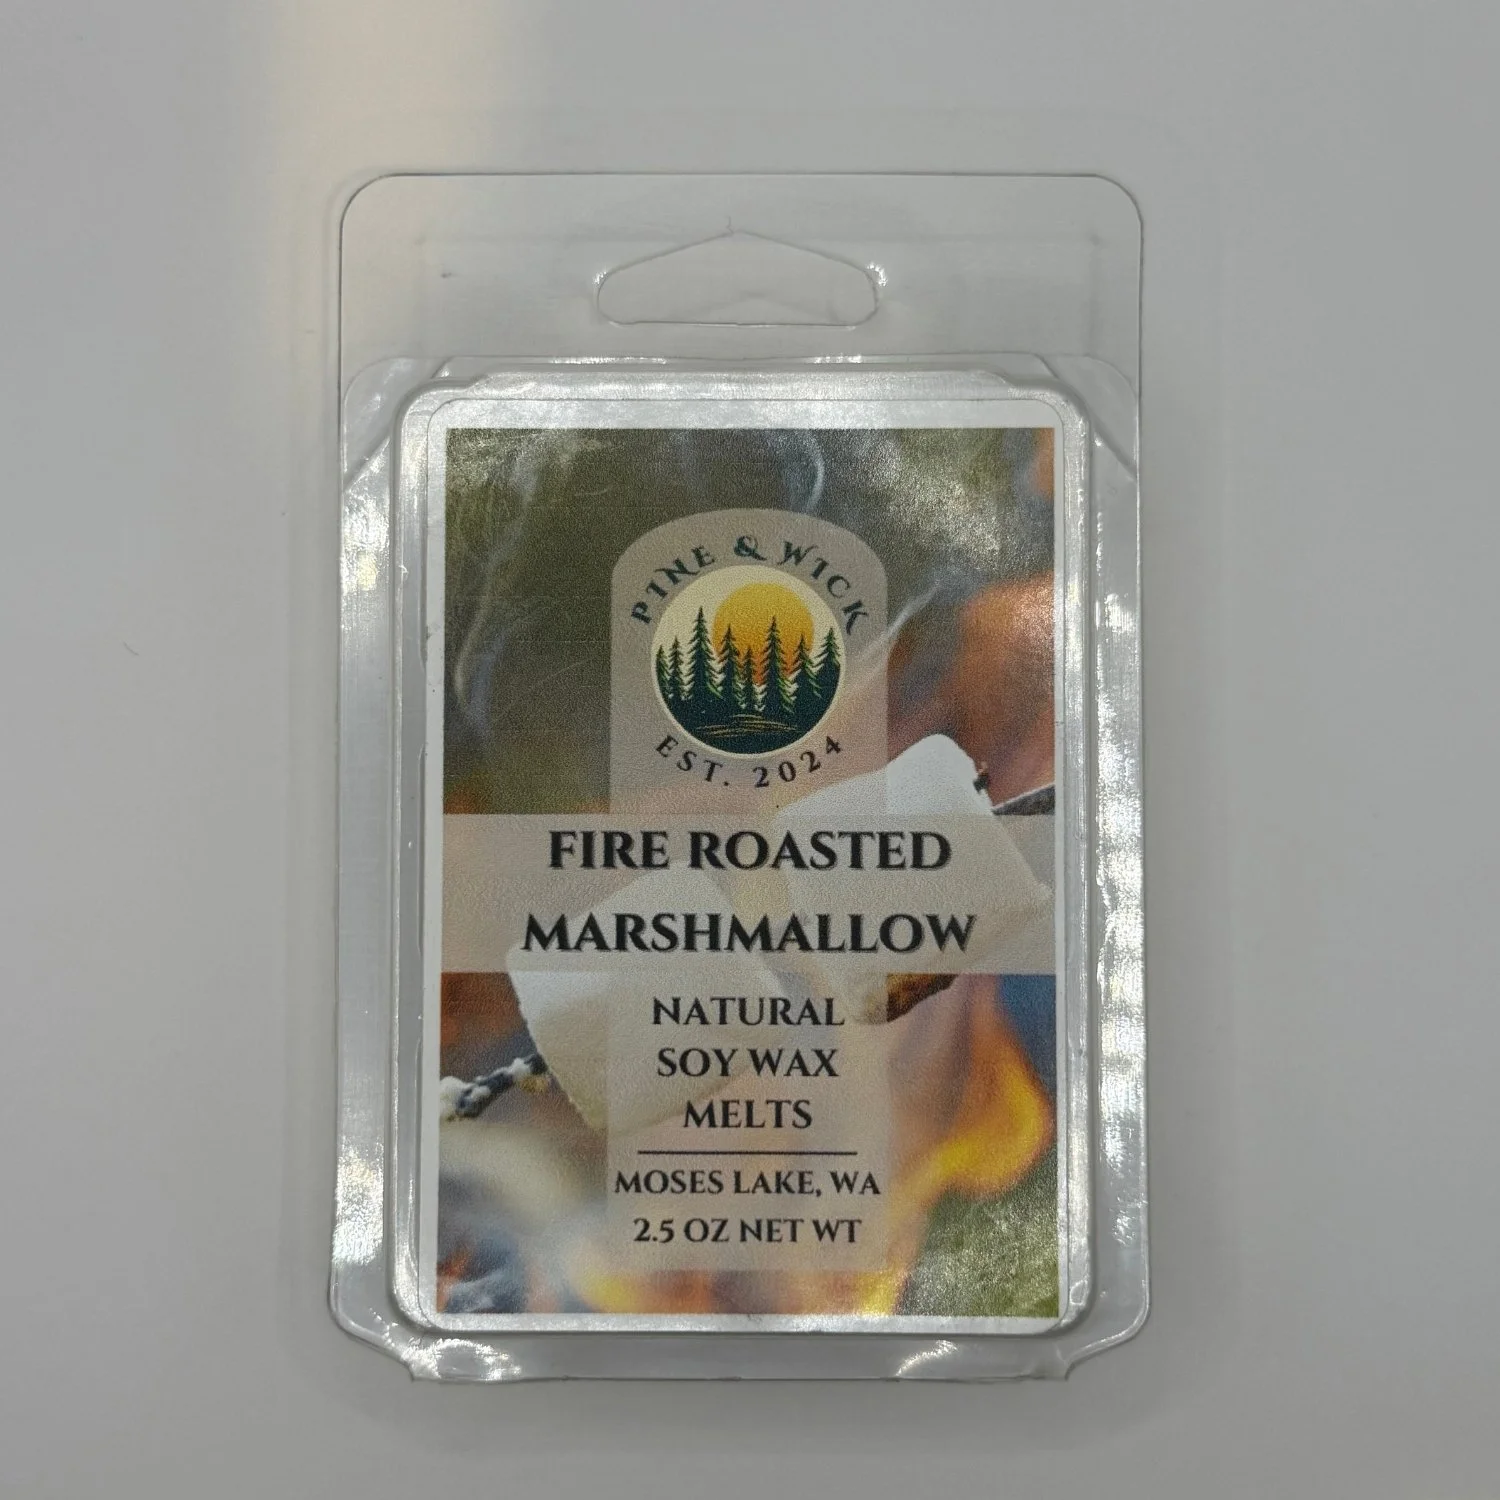 PINE & WICK
EST. 2024
FIRE ROASTED
MARSHMALLOW
NATURAL
SOY WAX
MELTS
MOSES LAKE, WA
2.5 OZ NET WT